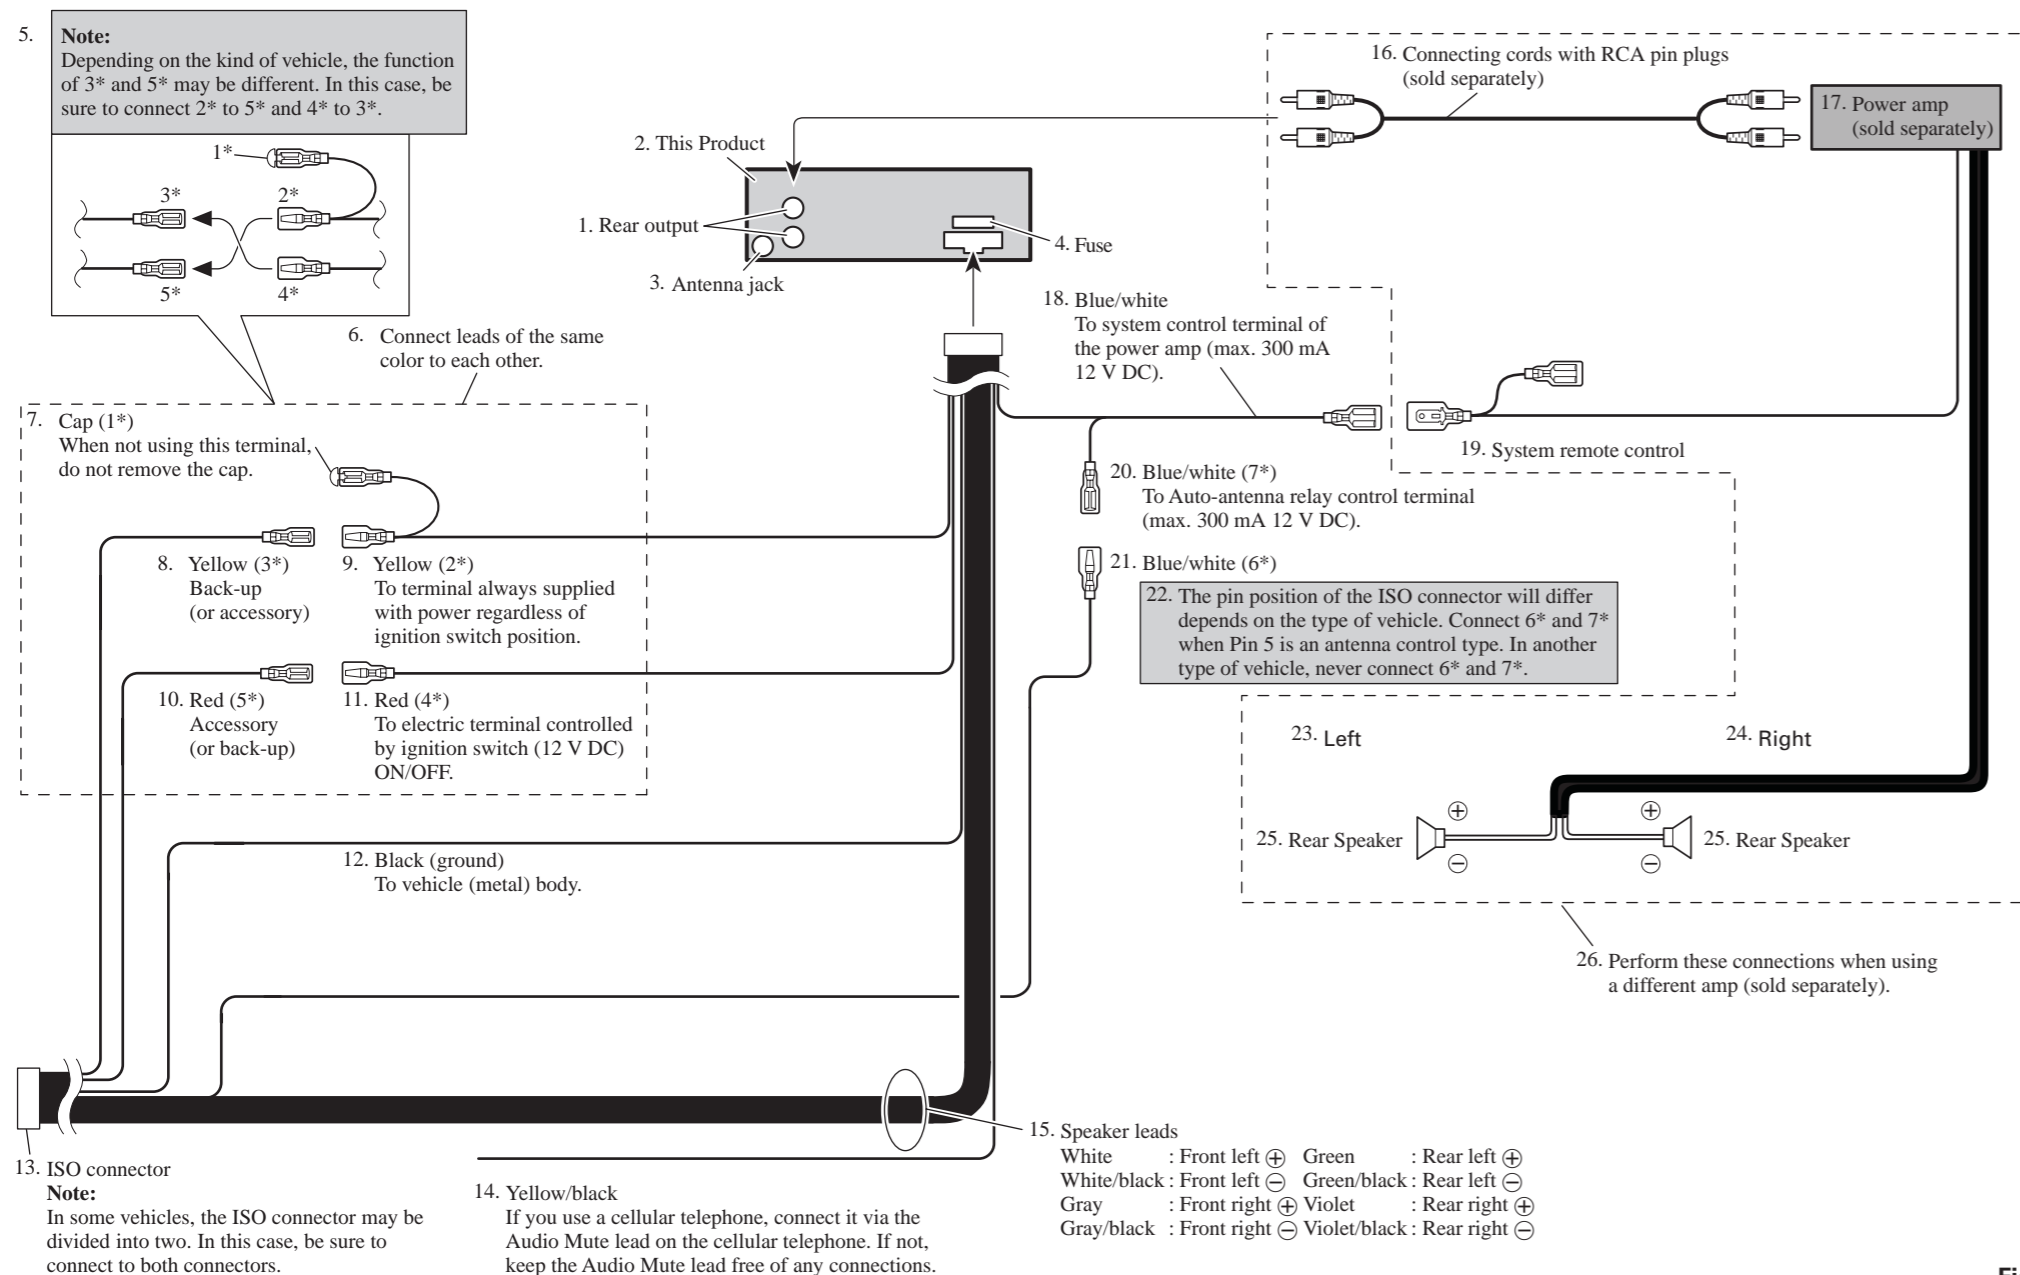 5. Note:
Depending on the kind of vehicle, the function
of 3* and 5* may be different. In this case, be
sure to connect 2* to 5* and 4* to 3*.
1*
3*
2*
5*
4*
2. This Product
1. Rear output
3. Antenna jack
4. Fuse
6. Connect leads of the same
color to each other.
7. Cap (1*)
When not using this terminal,
do not remove the cap.
8. Yellow (3*)
Back-up
(or accessory)
9. Yellow (2*)
To terminal always supplied
with power regardless of
ignition switch position.
10. Red (5*)
Accessory
(or back-up)
11. Red (4*)
To electric terminal controlled
by ignition switch (12 V DC)
ON/OFF.
12. Black (ground)
To vehicle (metal) body.
13. ISO connector
Note:
In some vehicles, the ISO connector may be
divided into two. In this case, be sure to
connect to both connectors.
14. Yellow/black
If you use a cellular telephone, connect it via the
Audio Mute lead on the cellular telephone. If not,
keep the Audio Mute lead free of any connections.
15. Speaker leads
White : Front left ⊕ Green : Rear left ⊕
White/black : Front left ⊖ Green/black : Rear left ⊖
Gray : Front right ⊕ Violet : Rear right ⊕
Gray/black : Front right ⊖ Violet/black : Rear right ⊖
16. Connecting cords with RCA pin plugs
(sold separately)
17. Power amp
(sold separately)
18. Blue/white
To system control terminal of
the power amp (max. 300 mA
12 V DC).
19. System remote control
20. Blue/white (7*)
To Auto-antenna relay control terminal
(max. 300 mA 12 V DC).
21. Blue/white (6*)
22. The pin position of the ISO connector will differ
depends on the type of vehicle. Connect 6* and 7*
when Pin 5 is an antenna control type. In another
type of vehicle, never connect 6* and 7*.
23. Left
24. Right
⊕
⊕
25. Rear Speaker
25. Rear Speaker
⊖
⊖
26. Perform these connections when using
a different amp (sold separately).